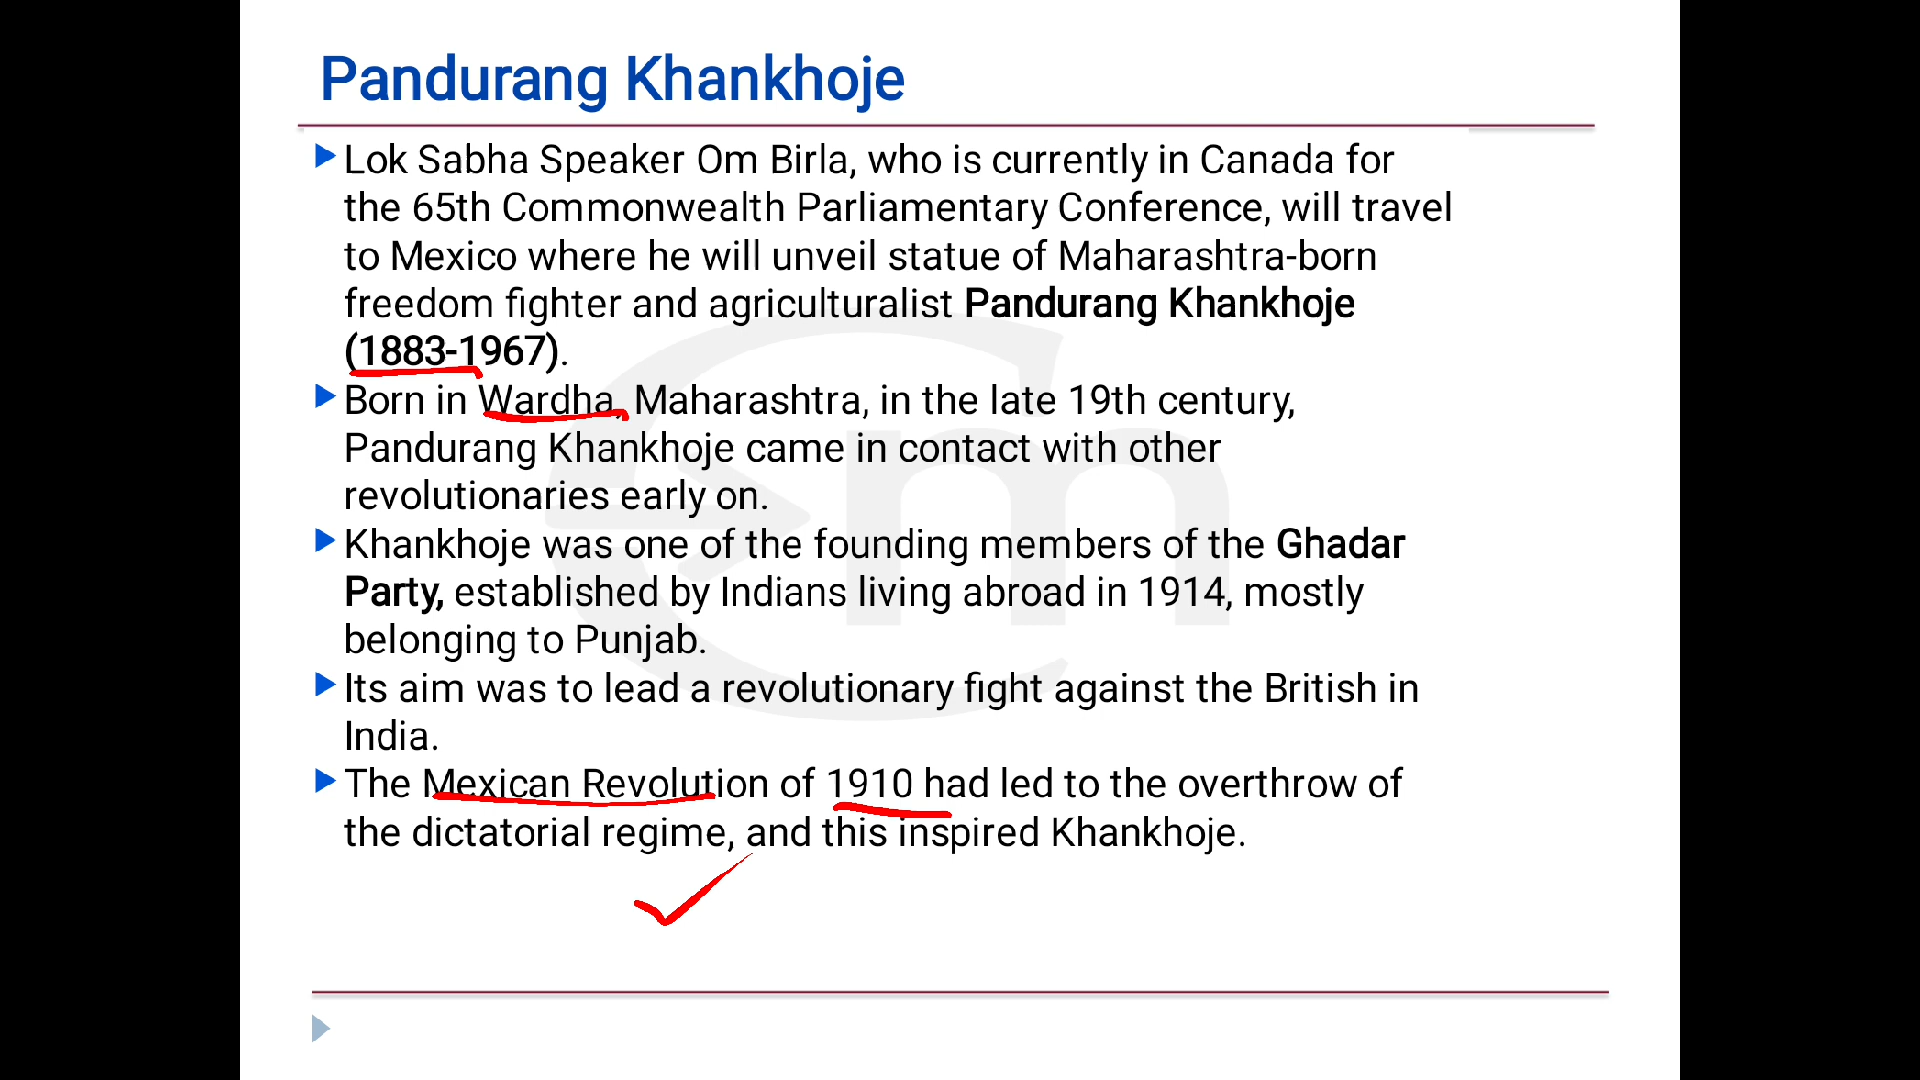 Pandurang Khankhoje
Lok Sabha Speaker Om Birla, who is currently in Canada for
the 65th Commonwealth Parliamentary Conference, will travel
to Mexico where he will unveil statue of Maharashtra-born
freedom fighter and agriculturalist Pandurang Khankhoje
(1883-1967).
Born in Wardha, Maharashtra, in the late 19th century,
Pandurang Khankhoje came in contact with other
revolutionaries early on.
Khankhoje was one of the founding members of the Ghadar
Party, established by Indians living abroad in 1914, mostly
belonging to Punjab.
Its aim was to lead a revolutionary fight against the British in
India.
The Mexican Revolution of 1910 had led to the overthrow of
the dictatorial regime, and this inspired Khankhoje.